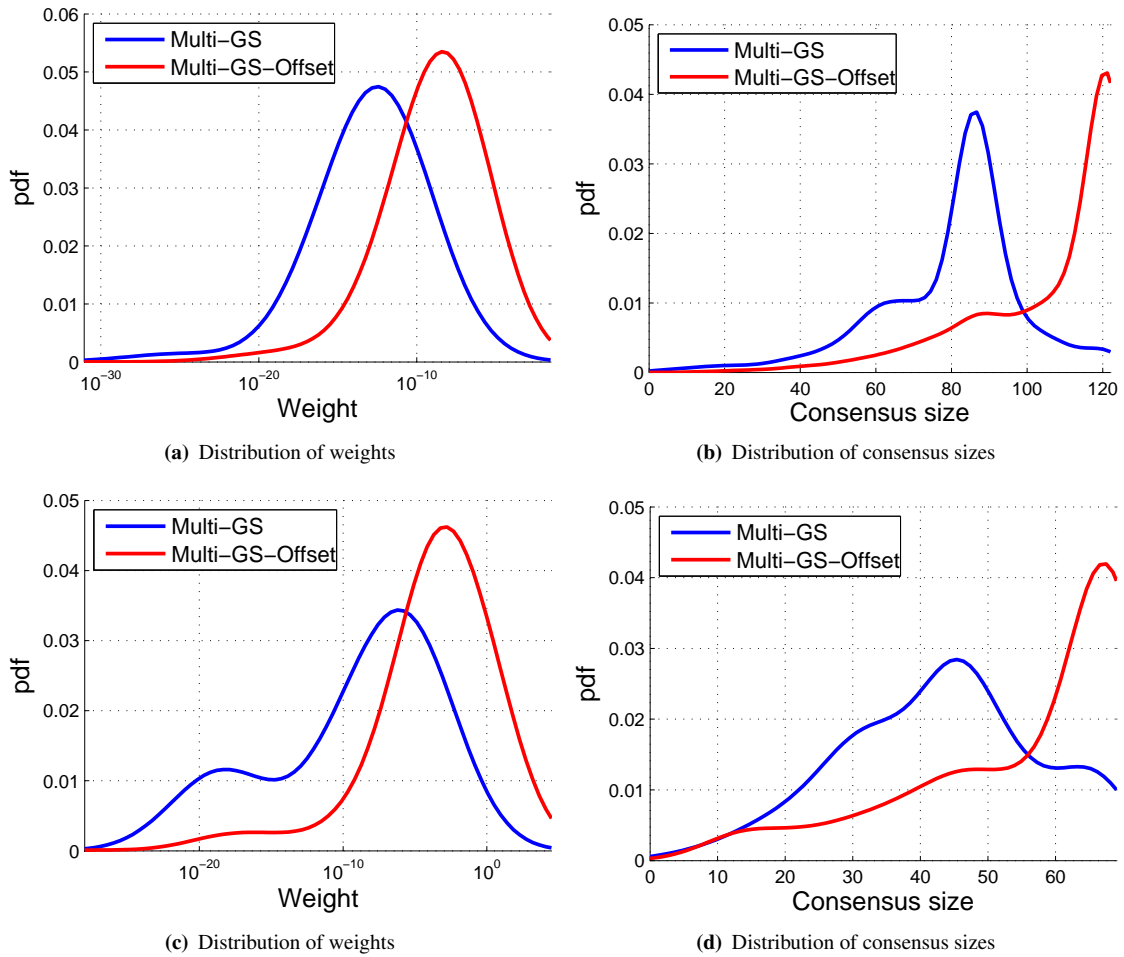 0.06
0.05
0.04
0.03
0.02
0.01
0
pdf
Multi−GS
Multi−GS−Offset
10^−30 10^−20 10^−10
Weight
(a) Distribution of weights
0.05
0.04
0.03
0.02
0.01
0
pdf
Multi−GS
Multi−GS−Offset
0 20 40 60 80 100 120
Consensus size
(b) Distribution of consensus sizes
0.05
0.04
0.03
0.02
0.01
0
pdf
Multi−GS
Multi−GS−Offset
10^−20 10^−10 10^0
Weight
(c) Distribution of weights
0.05
0.04
0.03
0.02
0.01
0
pdf
Multi−GS
Multi−GS−Offset
0 10 20 30 40 50 60
Consensus size
(d) Distribution of consensus sizes